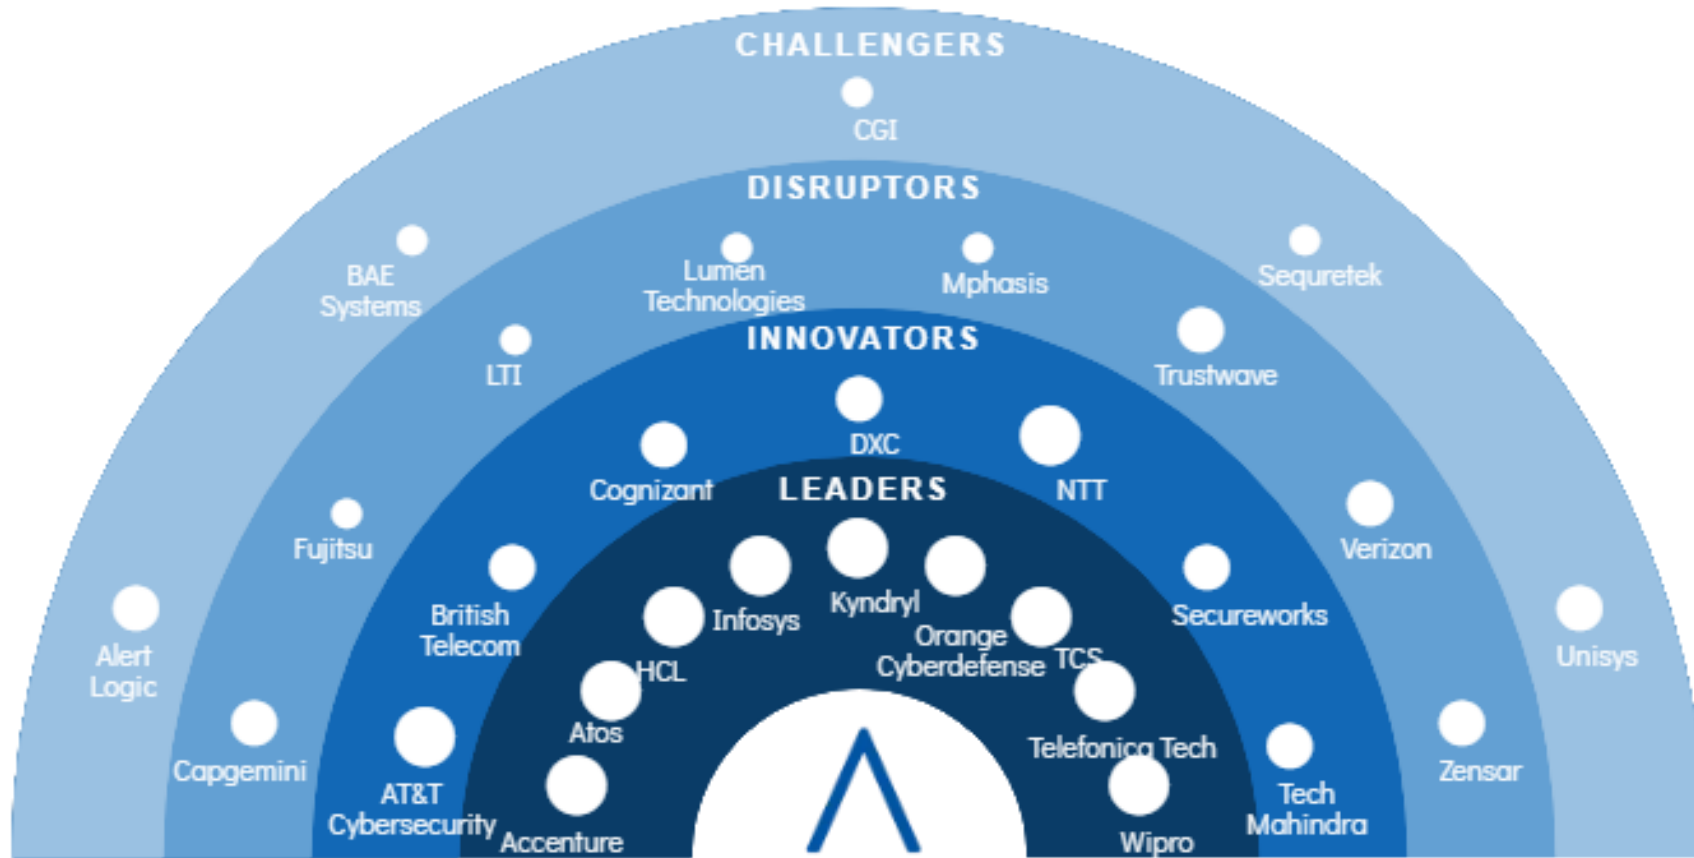 CHALLENGERS
CGI
BAE
Systems
Sequretek
Alert
Logic
Unisys
DISRUPTORS
Lumen
Technologies
Mphasis
LTI
Trustwave
Fujitsu
Verizon
Capgemini
Zensar
INNOVATORS
DXC
Cognizant
NTT
British
Telecom
Secureworks
AT&T
Cybersecurity
Tech
Mahindra
LEADERS
Kyndryl
Infosys
Orange
Cyberdefense
HCL
TCS
Atos
Telefonica Tech
Accenture
Wipro